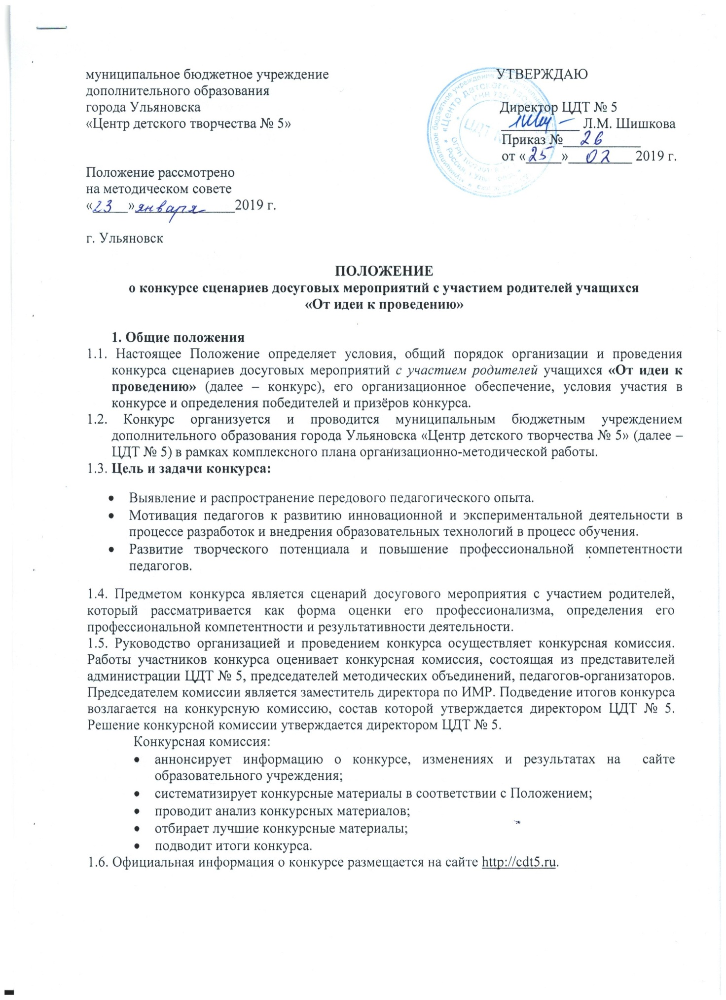 муниципальное бюджетное учреждение
дополнительного образования
города Ульяновска
«Центр детского творчества № 5»
УТВЕРЖДАЮ
Директор ЦДТ № 5
____________ Л.М. Шишкова
Приказ № 26
от «25» 02 2019 г.
Положение рассмотрено
на методическом совете
«23» января 2019 г.
г. Ульяновск
ПОЛОЖЕНИЕ
о конкурсе сценариев досуговых мероприятий с участием родителей учащихся
«От идеи к проведению»
1. Общие положения
1.1. Настоящее Положение определяет условия, общий порядок организации и проведения
конкурса сценариев досуговых мероприятий с участием родителей учащихся «От идеи к
проведению» (далее – конкурс), его организационное обеспечение, условия участия в
конкурсе и определения победителей и призёров конкурса.
1.2. Конкурс организуется и проводится муниципальным бюджетным учреждением
дополнительного образования города Ульяновска «Центр детского творчества № 5» (далее –
ЦДТ № 5) в рамках комплексного плана организационно-методической работы.
1.3. Цель и задачи конкурса:
• Выявление и распространение передового педагогического опыта.
• Мотивация педагогов к развитию инновационной и экспериментальной деятельности в
процессе разработок и внедрения образовательных технологий в процесс обучения.
• Развитие творческого потенциала и повышение профессиональной компетентности
педагогов.
1.4. Предметом конкурса является сценарий досугового мероприятия с участием родителей,
который рассматривается как форма оценки его профессионализма, определения его
профессиональной компетентности и результативности деятельности.
1.5. Руководство организацией и проведением конкурса осуществляет конкурсная комиссия.
Работы участников конкурса оценивает конкурсная комиссия, состоящая из представителей
администрации ЦДТ № 5, председателей методических объединений, педагогов-организаторов.
Председателем комиссии является заместитель директора по ИМР. Подведение итогов конкурса
возлагается на конкурсную комиссию, состав которой утверждается директором ЦДТ № 5.
Решение конкурсной комиссии утверждается директором ЦДТ № 5.
Конкурсная комиссия:
• аннонсирует информацию о конкурсе, изменениях и результатах на сайте
образовательного учреждения;
• систематизирует конкурсные материалы в соответствии с Положением;
• проводит анализ конкурсных материалов;
• отбирает лучшие конкурсные материалы;
• подводит итоги конкурса.
1.6. Официальная информация о конкурсе размещается на сайте http://cdt5.ru.